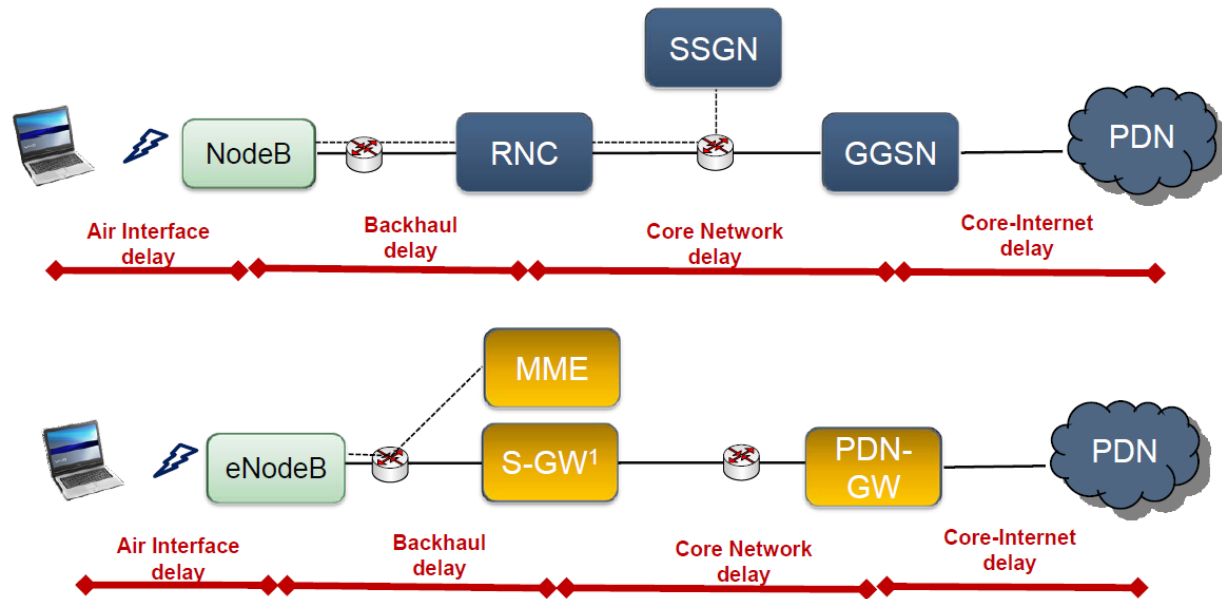 SSGN
NodeB
RNC
GGSN
PDN
Air Interface
delay
Backhaul
delay
Core Network
delay
Core-Internet
delay
MME
eNodeB
S-GW¹
PDN-
GW
PDN
Air Interface
delay
Backhaul
delay
Core Network
delay
Core-Internet
delay